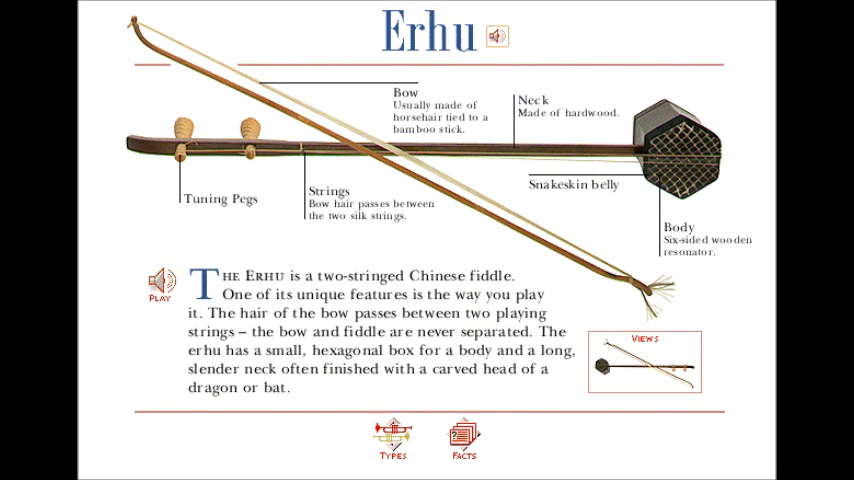 Erhu
Bow
Usually made of
horsehair tied to a
bamboo stick.
Neck
Made of hardwood.
Tuning Pegs
Strings
Bow hair passes between
the two silk strings.
Snakeskin belly
Body
Six-sided wooden
resonator.
PLAY
THE ERHU is a two-stringed Chinese fiddle.
One of its unique features is the way you play
it. The hair of the bow passes between two playing
strings – the bow and fiddle are never separated. The
erhu has a small, hexagonal box for a body and a long,
slender neck often finished with a carved head of a
dragon or bat.
VIEWS
?
TYPES
FACTS